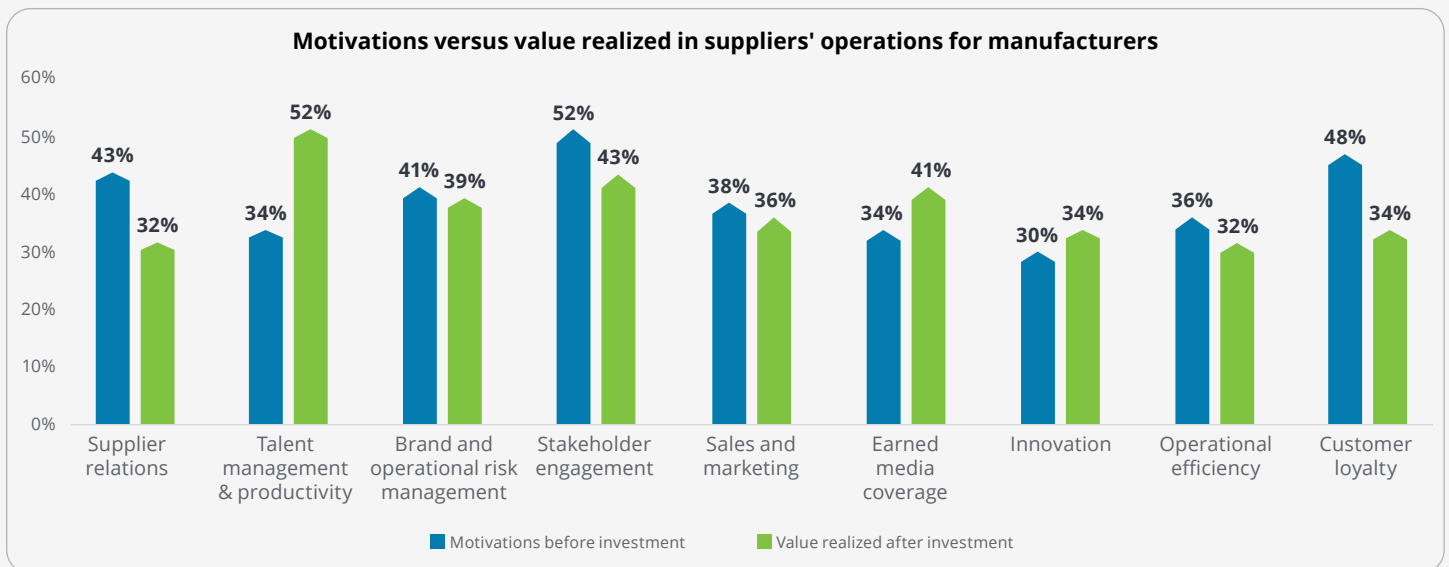 Motivations versus value realized in suppliers' operations for manufacturers
60%
50%
40%
30%
20%
10%
0%
43%
32%
34%
52%
41%
39%
52%
43%
38%
36%
34%
41%
30%
34%
36%
32%
48%
34%
Supplier
relations
Talent
management
& productivity
Brand and
operational risk
management
Stakeholder
engagement
Sales and
marketing
Earned
media
coverage
Innovation
Operational
efficiency
Customer
loyalty
Motivations before investment
Value realized after investment